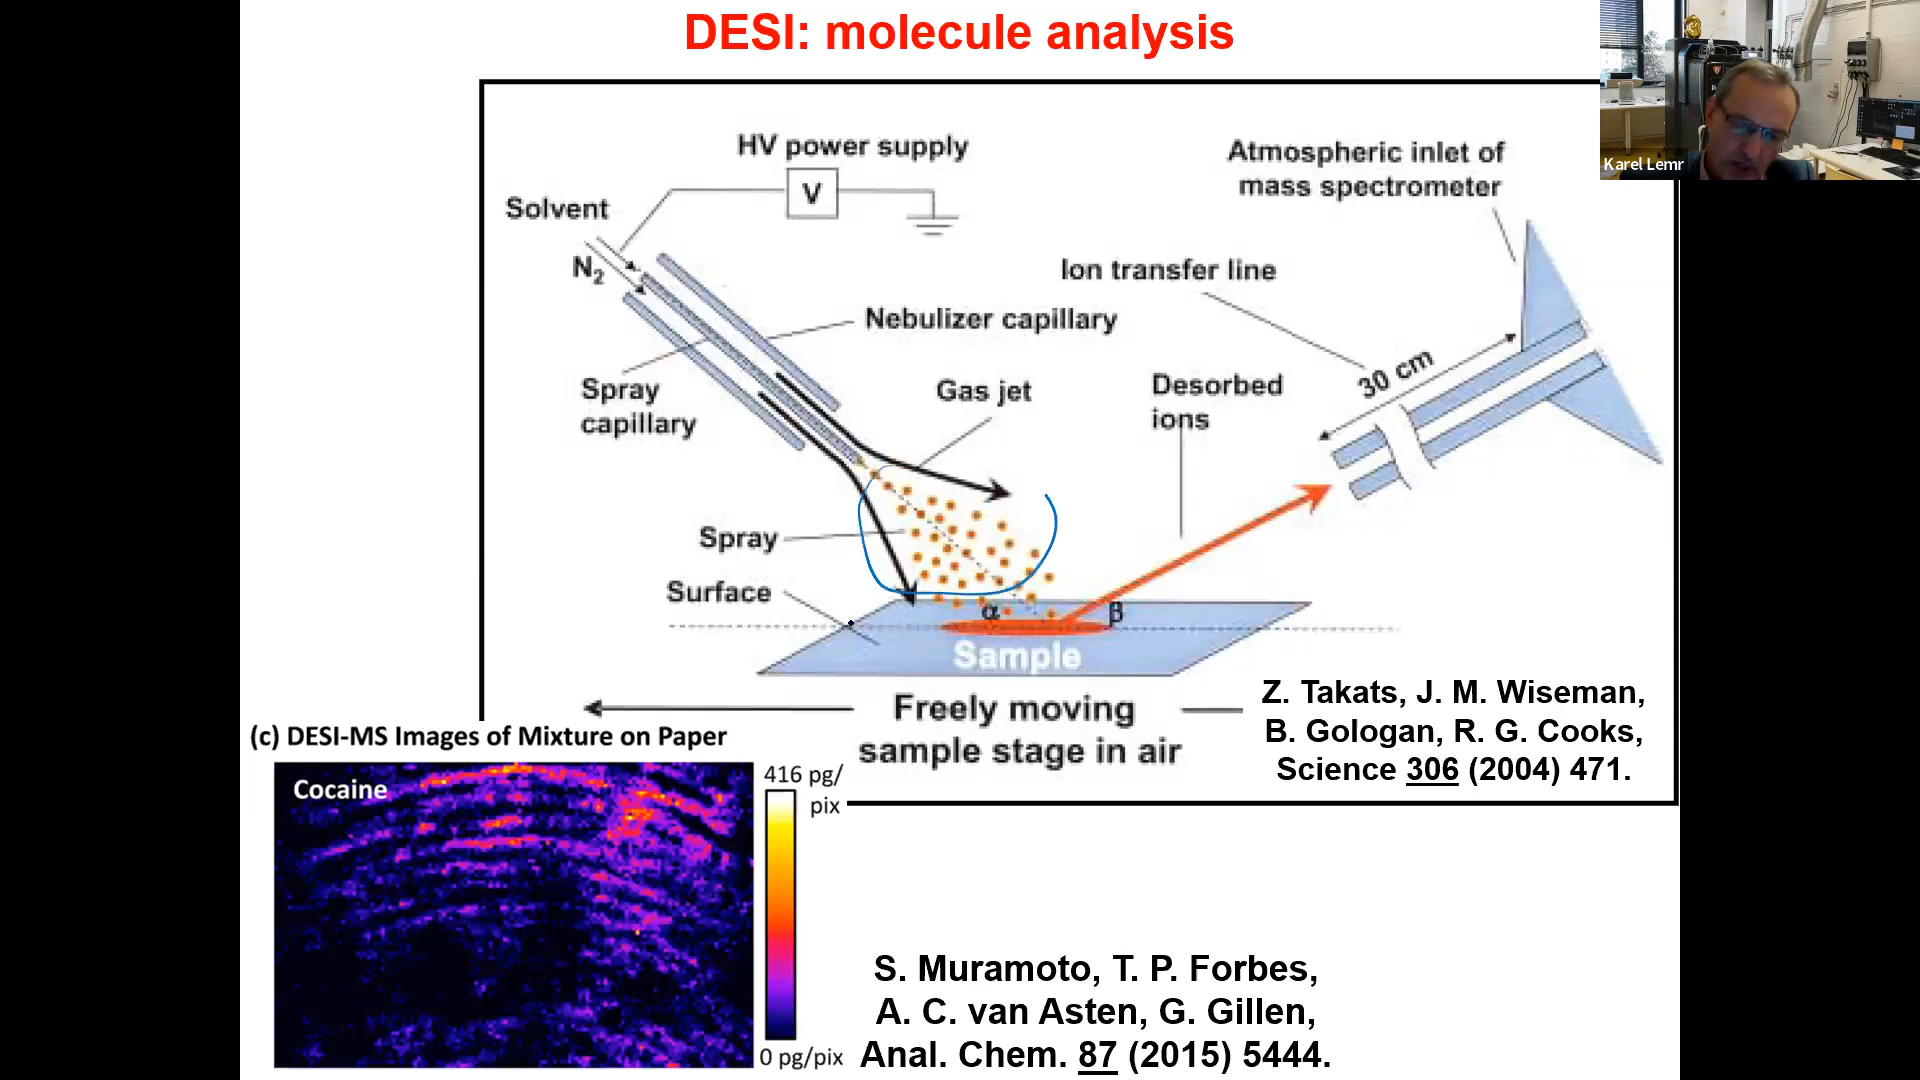 DESI: molecule analysis
Karel Lemr
HV power supply
V
Atmospheric inlet of
mass spectrometer
Solvent
N2
Ion transfer line
Nebulizer capillary
30 cm
Spray
capillary
Gas jet
Desorbed
ions
Spray
Surface
α
β
Sample
Freely moving
sample stage in air
Z. Takats, J. M. Wiseman,
B. Gologan, R. G. Cooks,
Science 306 (2004) 471.
(c) DESI-MS Images of Mixture on Paper
Cocaine
416 pg/
pix
0 pg/pix
S. Muramoto, T. P. Forbes,
A. C. van Asten, G. Gillen,
Anal. Chem. 87 (2015) 5444.